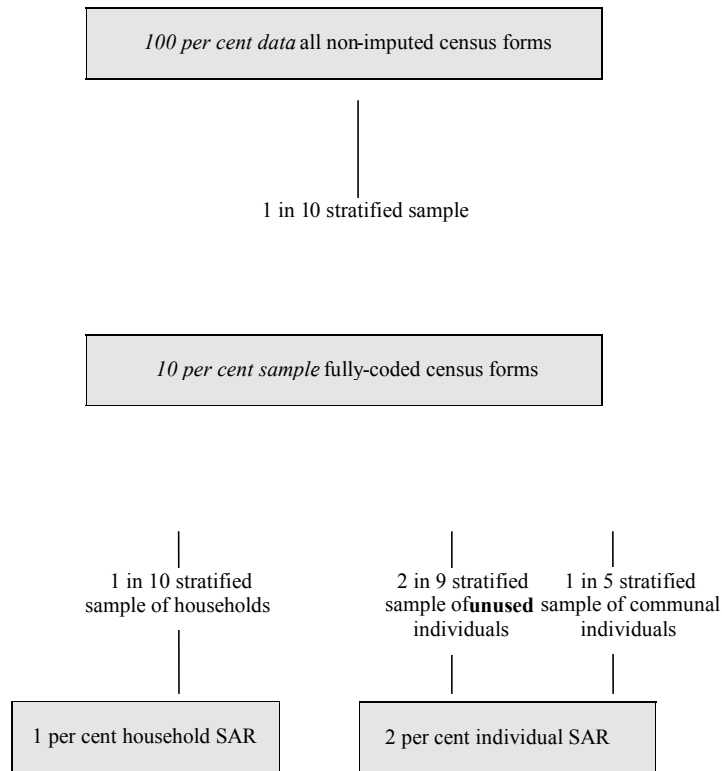 100 per cent data all non-imputed census forms
1 in 10 stratified sample
10 per cent sample fully-coded census forms
1 in 10 stratified
sample of households
2 in 9 stratified
sample of unused
individuals
1 in 5 stratified
sample of communal
individuals
1 per cent household SAR
2 per cent individual SAR